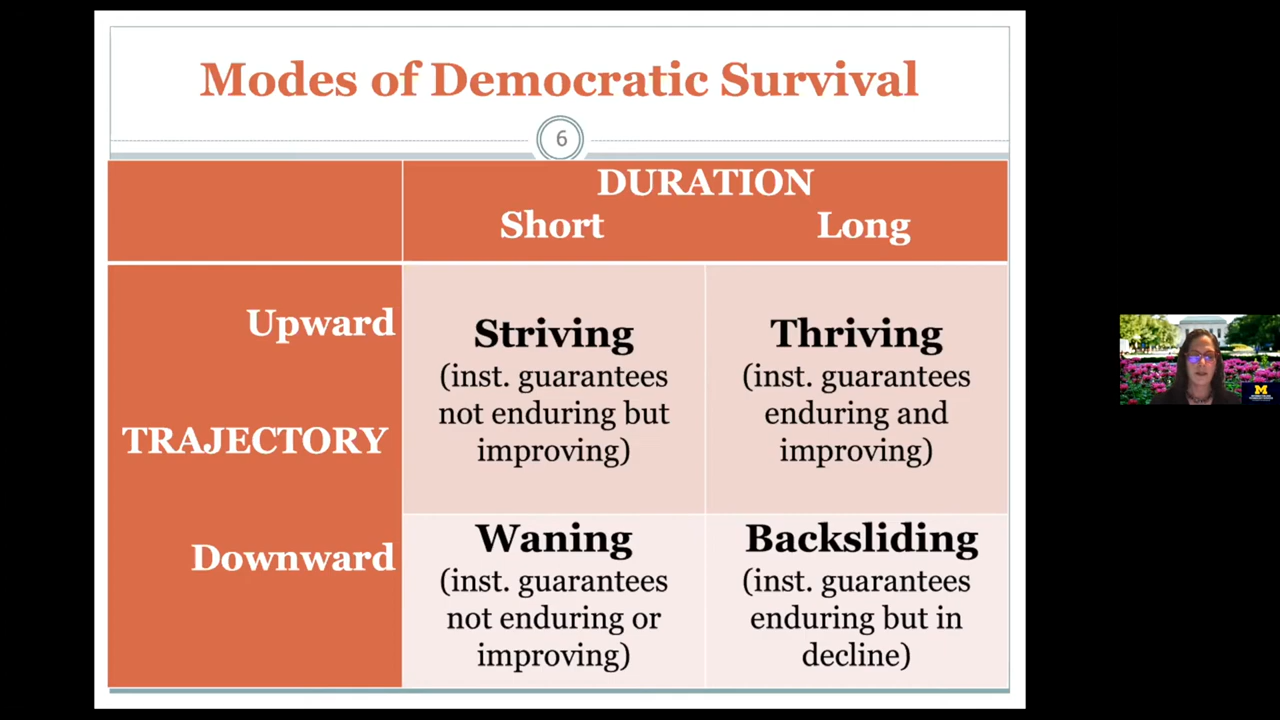 Modes of Democratic Survival
6
DURATION
Short Long
Upward
TRAJECTORY
Downward
Striving
(inst. guarantees
not enduring but
improving)
Thriving
(inst. guarantees
enduring and
improving)
Waning
(inst. guarantees
not enduring or
improving)
Backsliding
(inst. guarantees
enduring but in
decline)
M